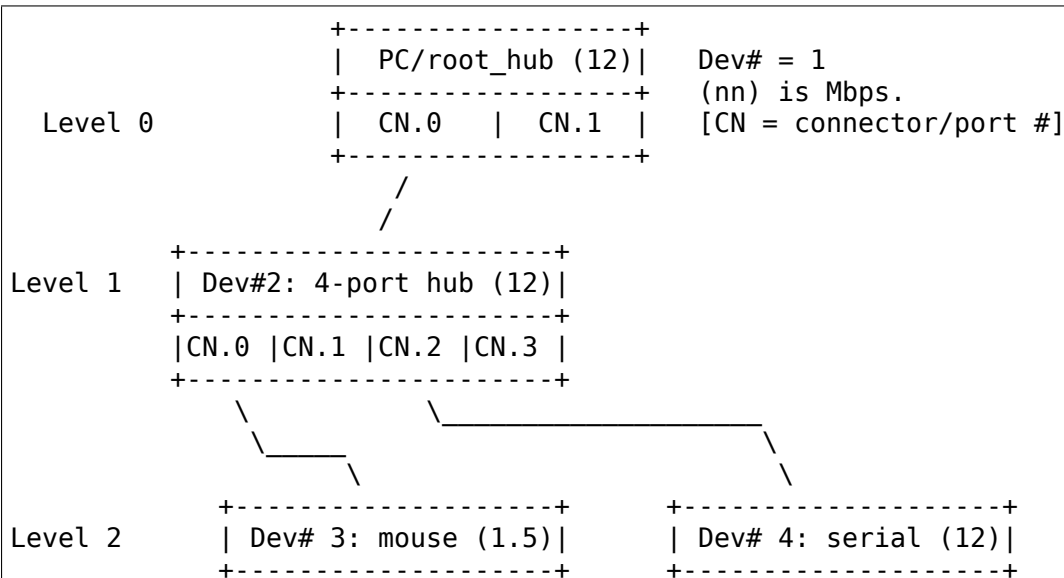 PC/root_hub (12)| Dev# = 1
(nn) is Mbps.
Level 0 | CN.0 | CN.1 | [CN = connector/port #]
Level 1 | Dev#2: 4-port hub (12)|
|CN.0 |CN.1 |CN.2 |CN.3 |
Level 2 | Dev# 3: mouse (1.5)| | Dev# 4: serial (12)|